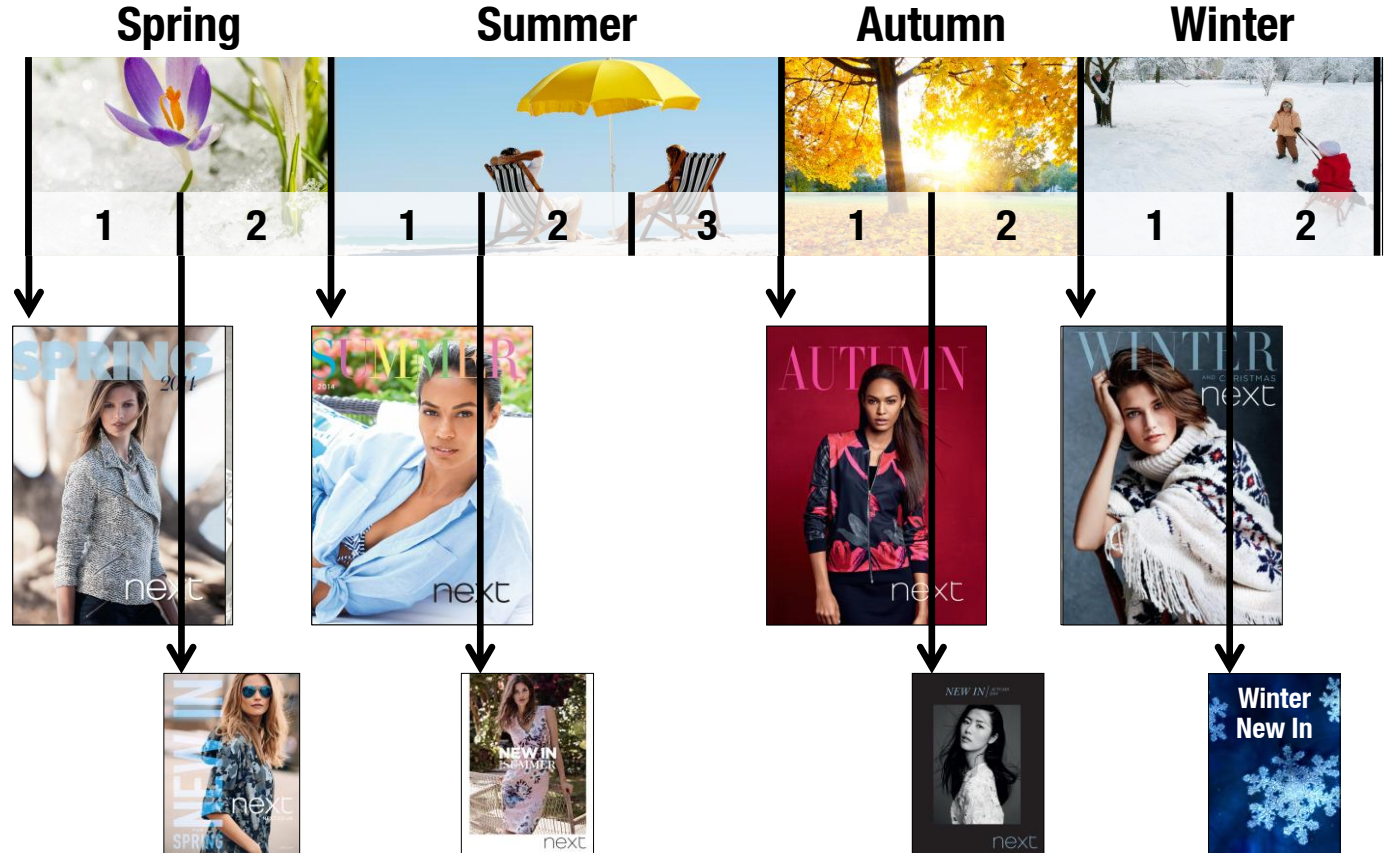 Spring
Summer
Autumn
Winter
1
2
1
2
3
1
2
1
2
SPRING
2014
next
SUMMER
2014
next
AUTUMN
next
WINTER
AND CHRISTMAS
next
NEW IN
SPRING
next
NEW IN
SUMMER
next
NEW IN
next
Winter
New In